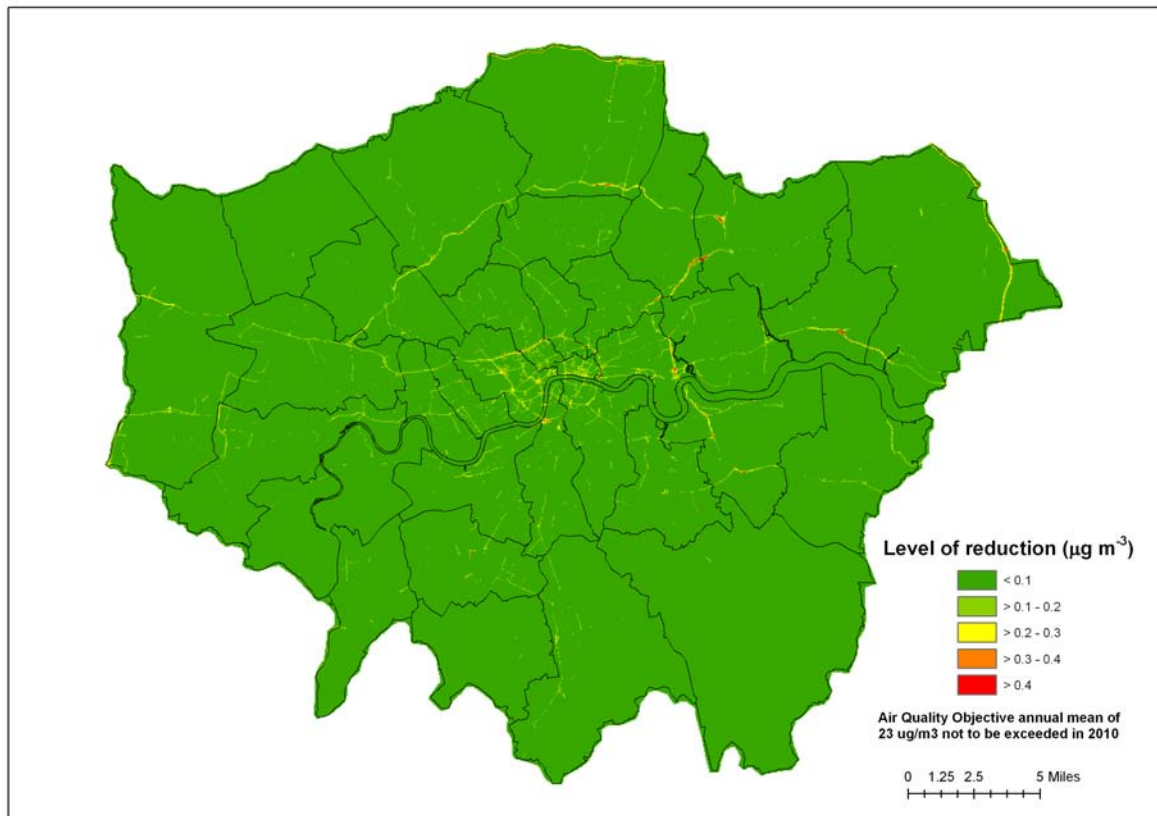 Level of reduction (µg m-3)
< 0.1
> 0.1 - 0.2
> 0.2 - 0.3
> 0.3 - 0.4
> 0.4
Air Quality Objective annual mean of
23 ug/m3 not to be exceeded in 2010
0 1.25 2.5 5 Miles